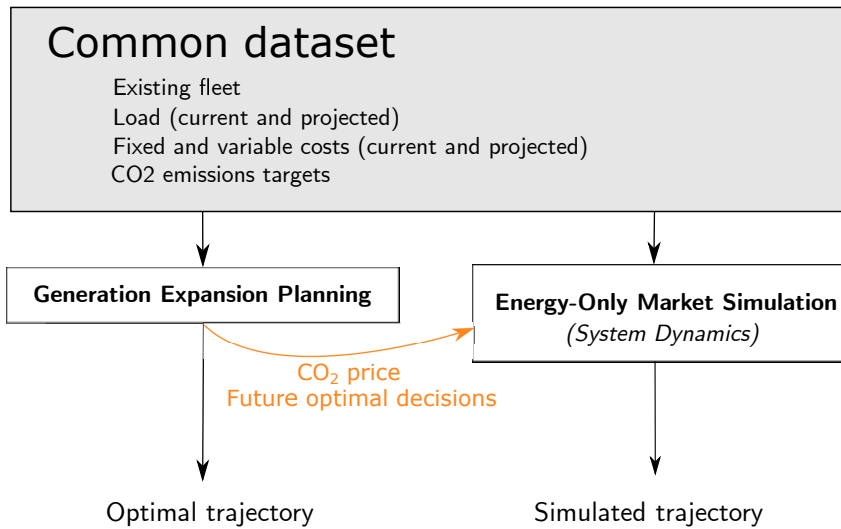 Common dataset
Existing fleet
Load (current and projected)
Fixed and variable costs (current and projected)
CO2 emissions targets
Generation Expansion Planning
Energy-Only Market Simulation
(System Dynamics)
CO₂ price
Future optimal decisions
Optimal trajectory
Simulated trajectory